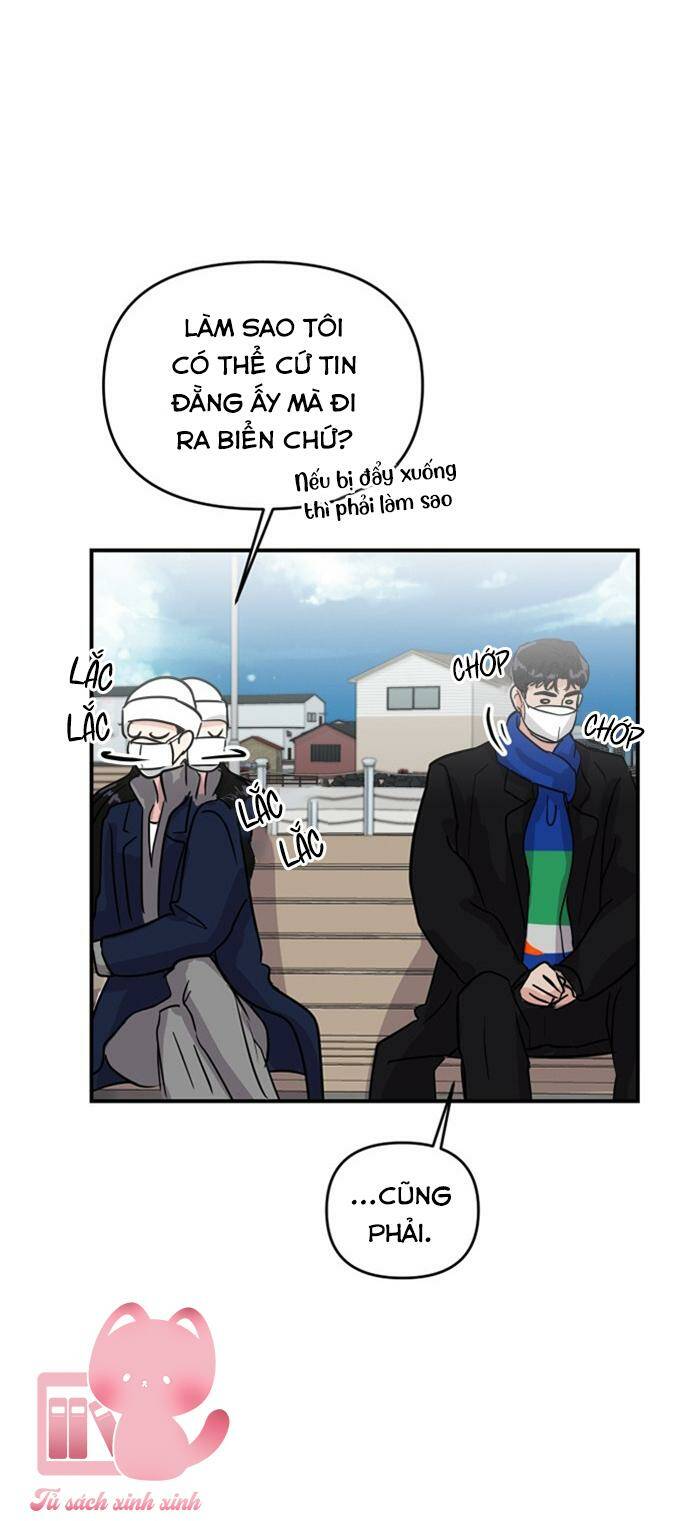 LÀM SAO TÔI
CÓ THỂ CỨ TIN
ĐẰNG ẤY MÀ ĐI
RA BIỂN CHỨ?
Nếu bị đẩy xuống
thì phải làm sao
LẮC
LẮC
CHỚP
CHỚP
LẮC
LẮC
...CŨNG
PHẢI.
Tủ sách xinh xinh